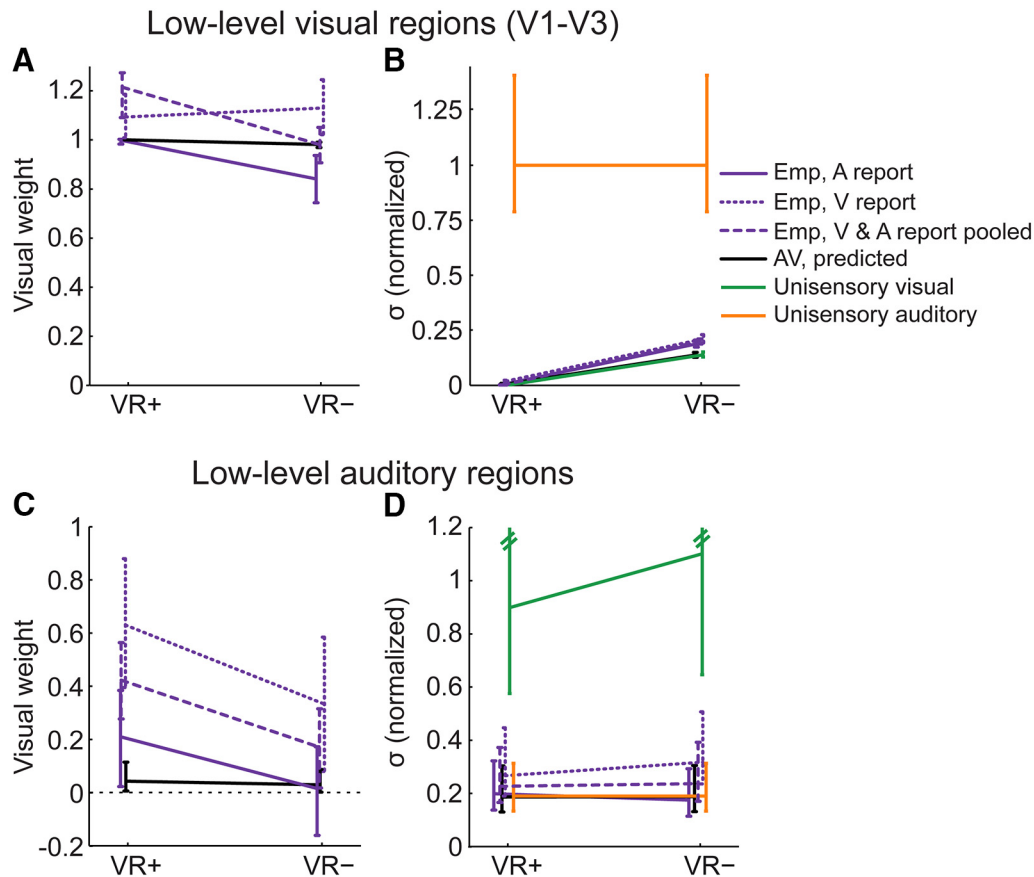 Low-level visual regions (V1-V3)
A
B
Visual weight
1.2
1
0.8
0.6
0.4
0.2
0
VR+
VR−
σ (normalized)
1.25
1
0.75
0.5
0.25
0
VR+
VR−
Emp, A report
Emp, V report
Emp, V & A report pooled
AV, predicted
Unisensory visual
Unisensory auditory
Low-level auditory regions
C
D
Visual weight
1
0.8
0.6
0.4
0.2
0
-0.2
VR+
VR−
σ (normalized)
1.2
1
0.8
0.6
0.4
0.2
0
VR+
VR−